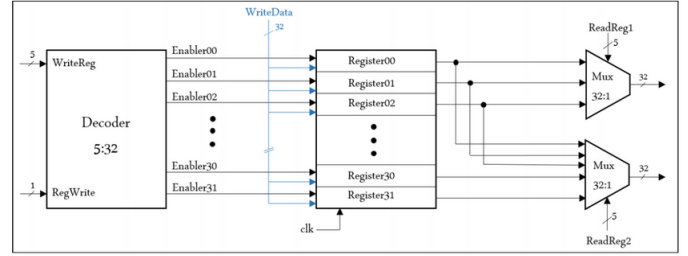 WriteData
32
ReadReg1
5
5
WriteReg
Enabler00
Register00
Enabler01
Register01
Mux
32
32:1
Enabler02
Register02
Decoder
5:32
Mux
32
32:1
Enabler30
Register30
1
RegWrite
Enabler31
Register31
5
clk
ReadReg2